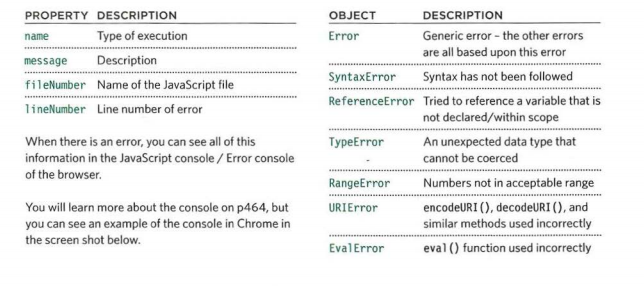 PROPERTY DESCRIPTION
name Type of execution
message Description
fileNumber Name of the JavaScript file
lineNumber Line number of error
When there is an error, you can see all of this
information in the JavaScript console / Error console
of the browser.
You will learn more about the console on p464, but
you can see an example of the console in Chrome in
the screen shot below.
OBJECT DESCRIPTION
Error Generic error - the other errors
are all based upon this error
SyntaxError Syntax has not been followed
ReferenceError Tried to reference a variable that is
not declared/within scope
TypeError An unexpected data type that
cannot be coerced
RangeError Numbers not in acceptable range
URIError encodeURI(), decodeURI(), and
similar methods used incorrectly
EvalError eval() function used incorrectly